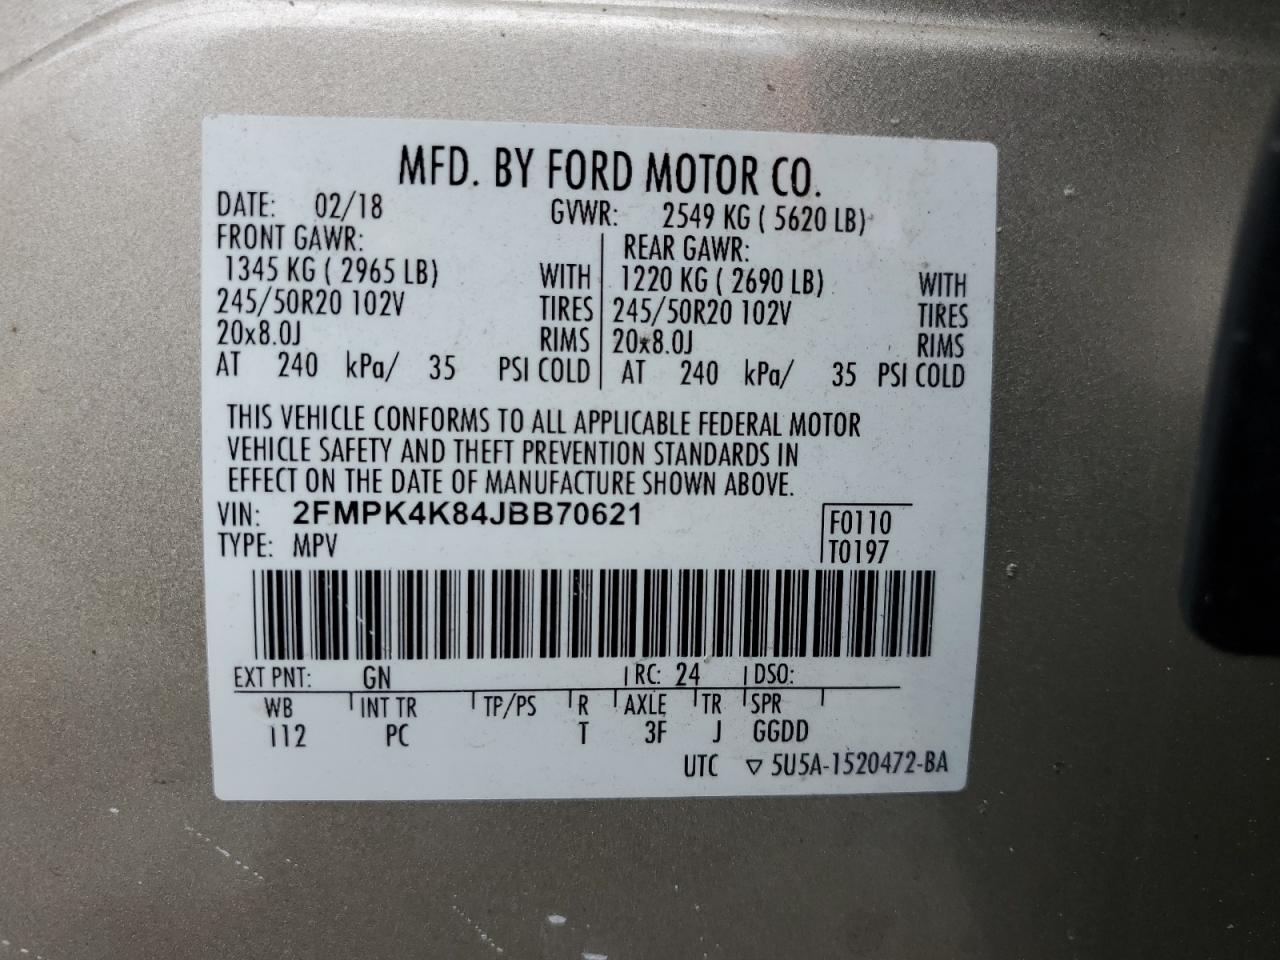 MFD. BY FORD MOTOR CO.
DATE: 02/18 GVWR: 2549 KG ( 5620 LB)
FRONT GAWR: REAR GAWR:
1345 KG ( 2965 LB) WITH 1220 KG ( 2690 LB) WITH
245/50R20 102V TIRES 245/50R20 102V TIRES
20x8.0J RIMS 20x8.0J RIMS
AT 240 kPa/ 35 PSI COLD AT 240 kPa/ 35 PSI COLD
THIS VEHICLE CONFORMS TO ALL APPLICABLE FEDERAL MOTOR
VEHICLE SAFETY AND THEFT PREVENTION STANDARDS IN
EFFECT ON THE DATE OF MANUFACTURE SHOWN ABOVE.
VIN: 2FMPK4K84JBB70621 F0110
TYPE: MPV T0197
EXT PNT: GN RC: 24 DSO:
WB INT TR TP/PS R AXLE TR SPR
112 PC T 3F J GGDD
UTC ▽ 5U5A-1520472-BA